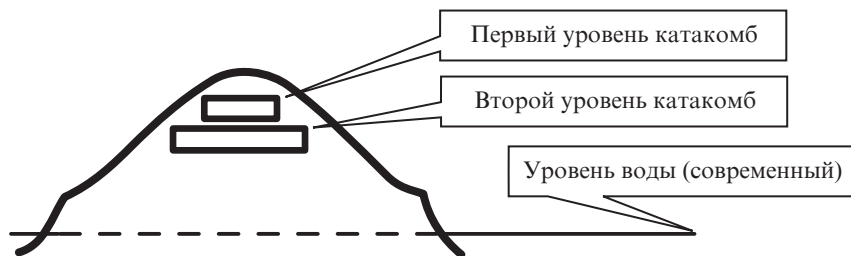 Первый уровень катакомб
Второй уровень катакомб
Уровень воды (современный)